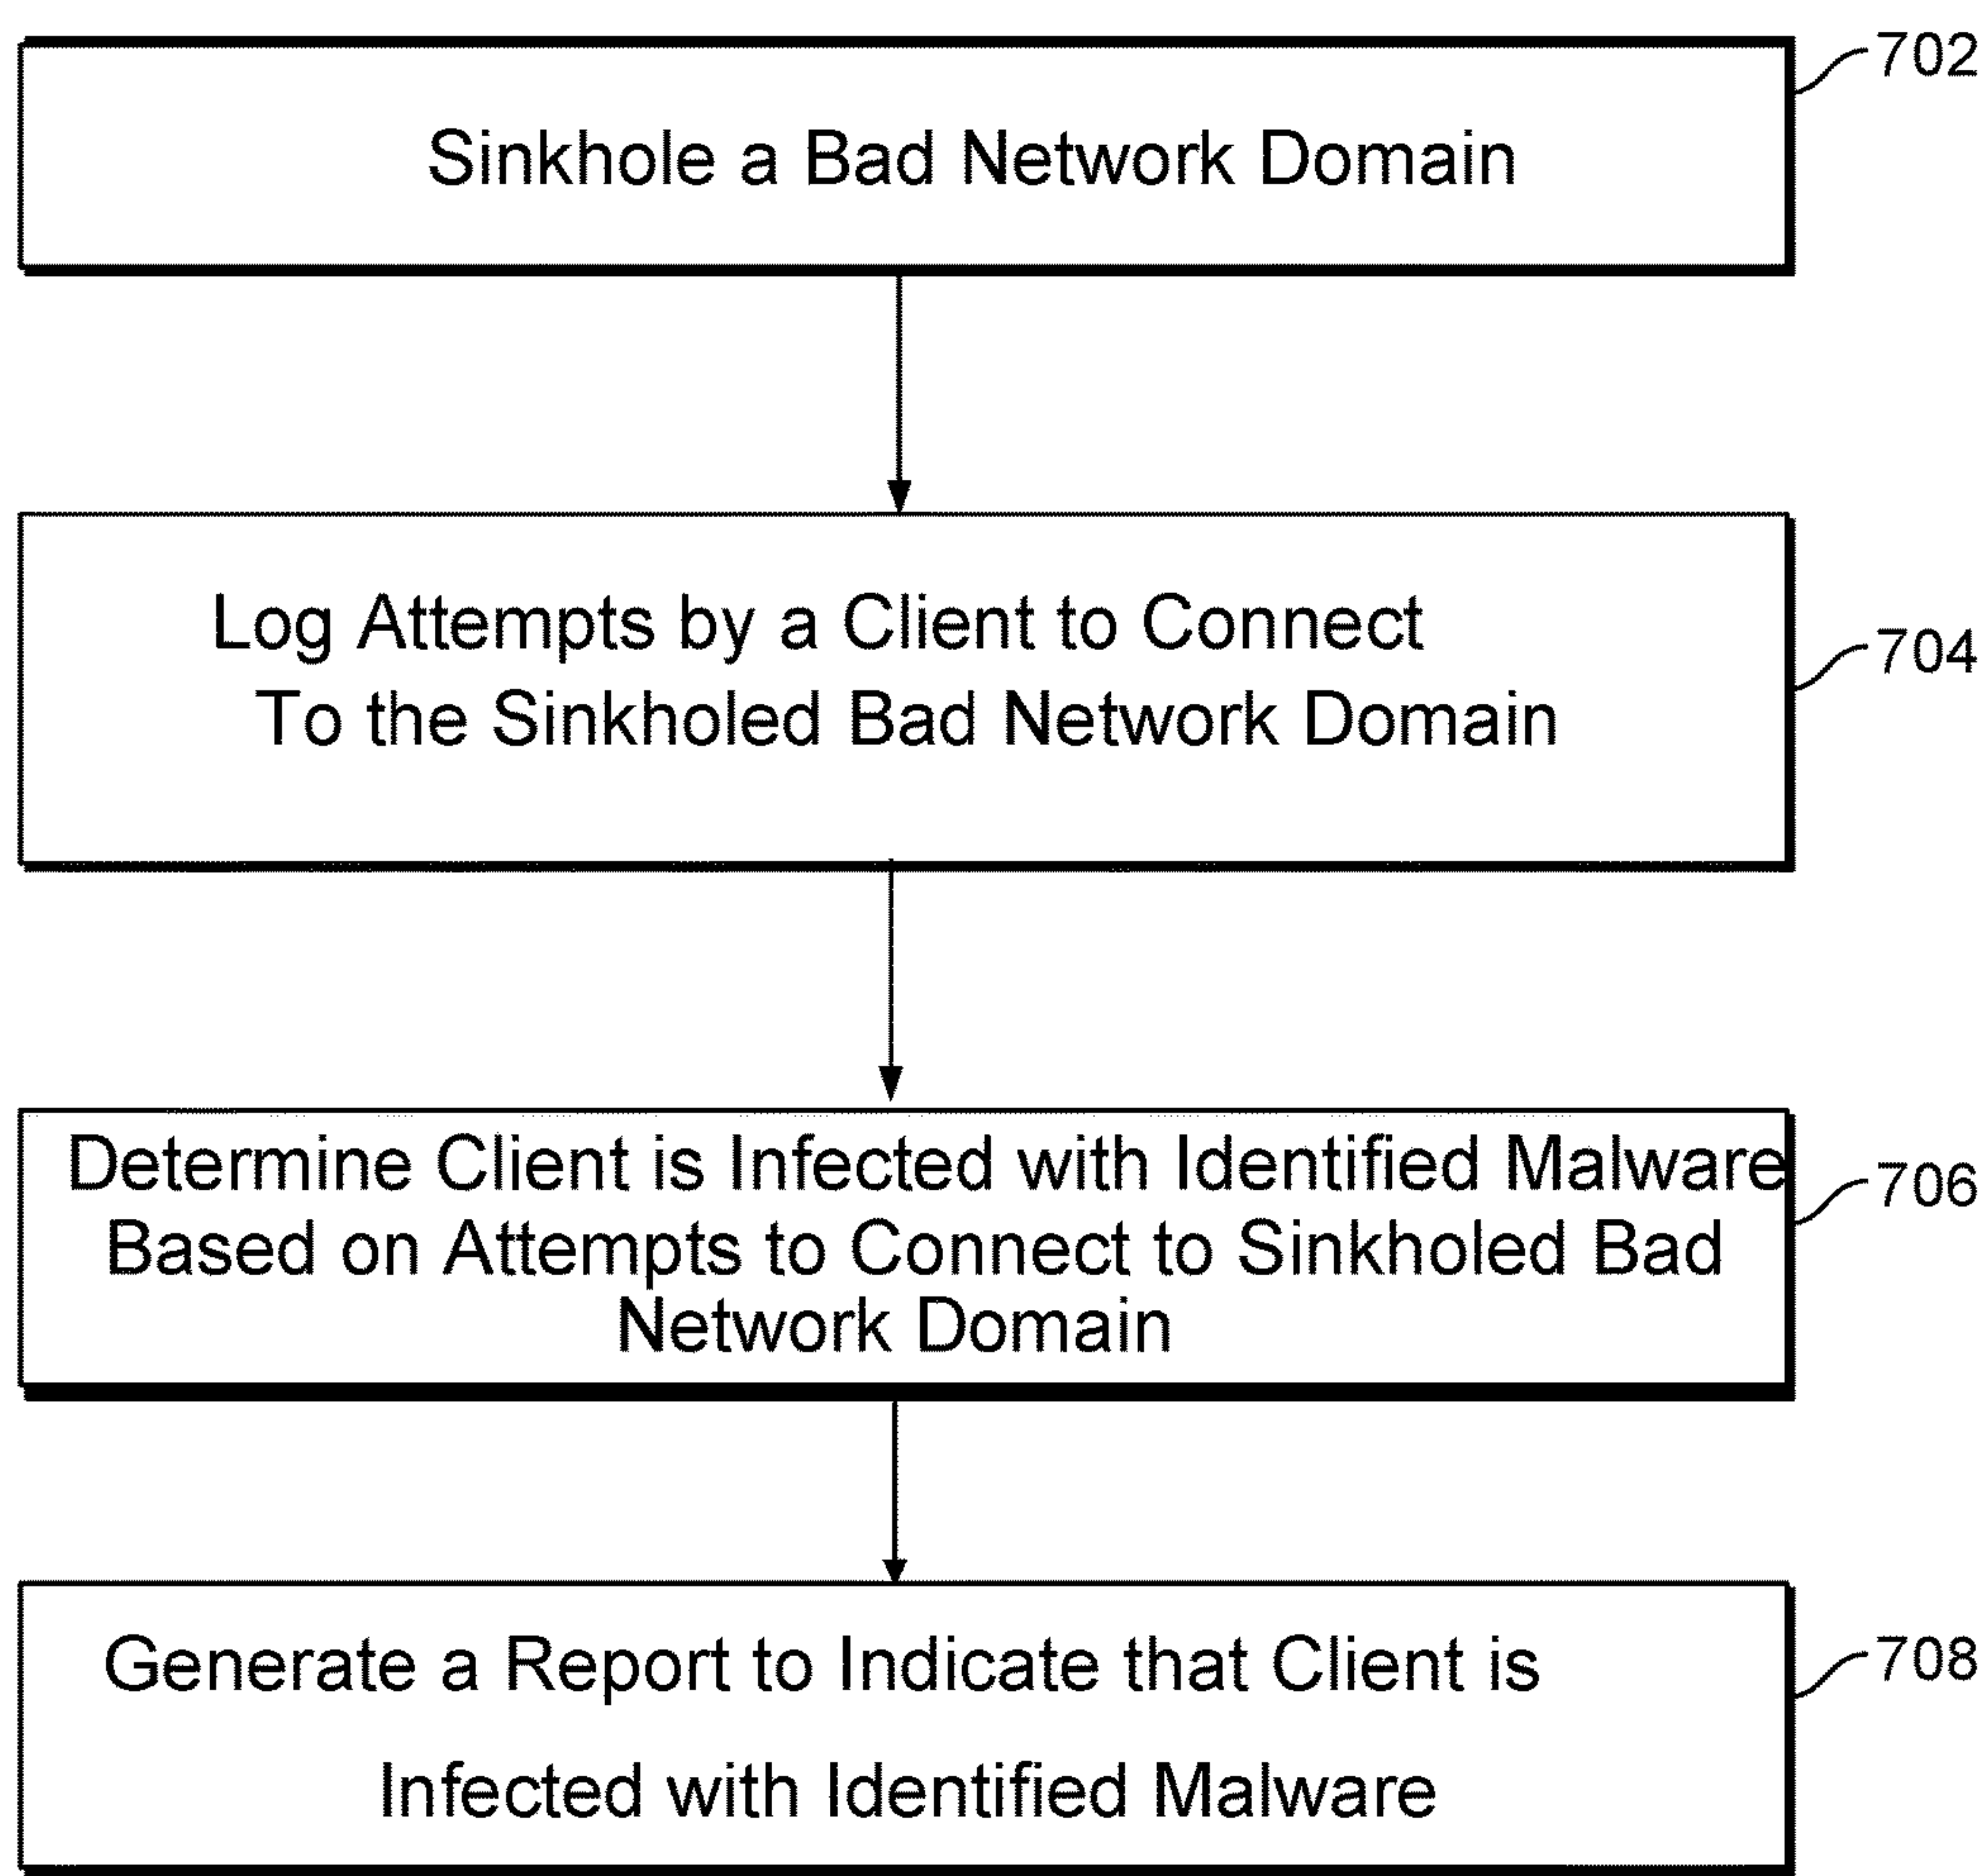 702
Sinkhole a Bad Network Domain
Log Attempts by a Client to Connect
To the Sinkholed Bad Network Domain
704
Determine Client is Infected with Identified Malware
Based on Attempts to Connect to Sinkholed Bad
Network Domain
706
Generate a Report to Indicate that Client is
Infected with Identified Malware
708